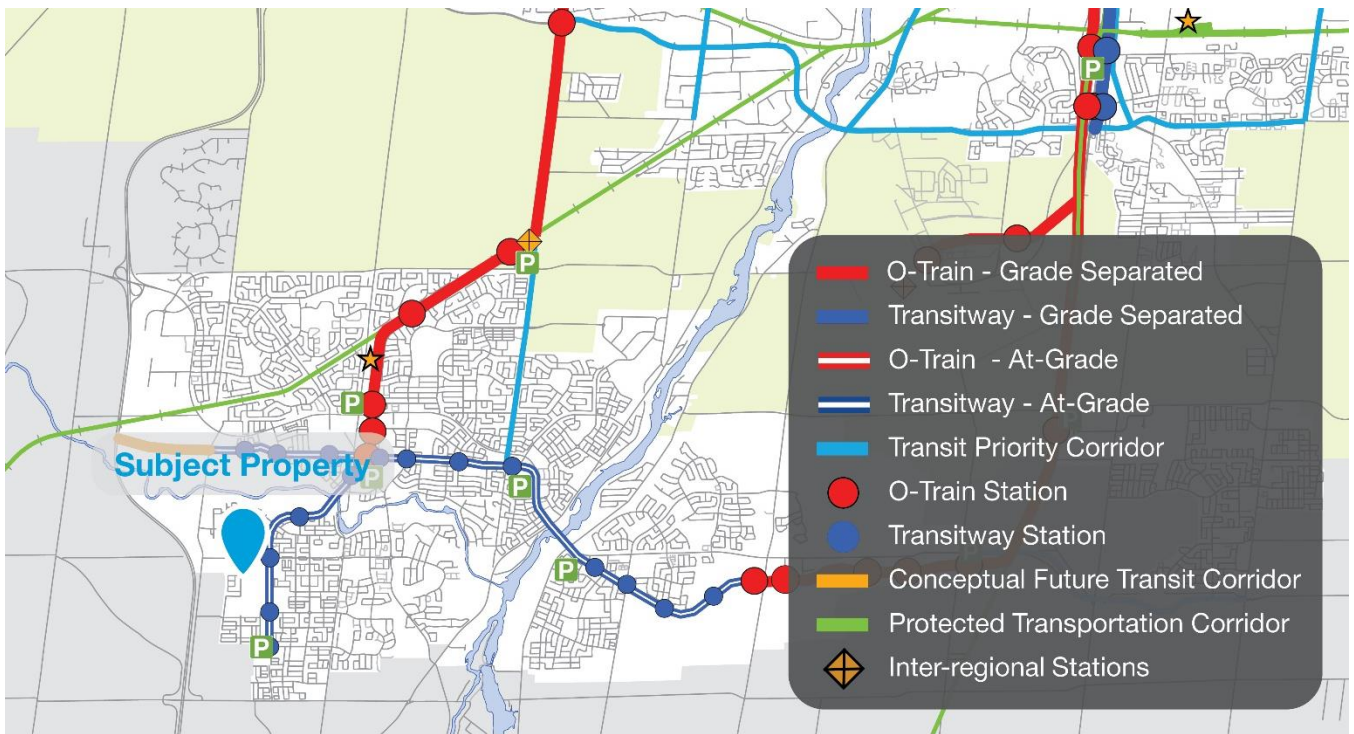 P
P
P
Subject Property
P
P
P
P
O-Train - Grade Separated
Transitway - Grade Separated
O-Train - At-Grade
Transitway - At-Grade
Transit Priority Corridor
O-Train Station
Transitway Station
Conceptual Future Transit Corridor
Protected Transportation Corridor
Inter-regional Stations